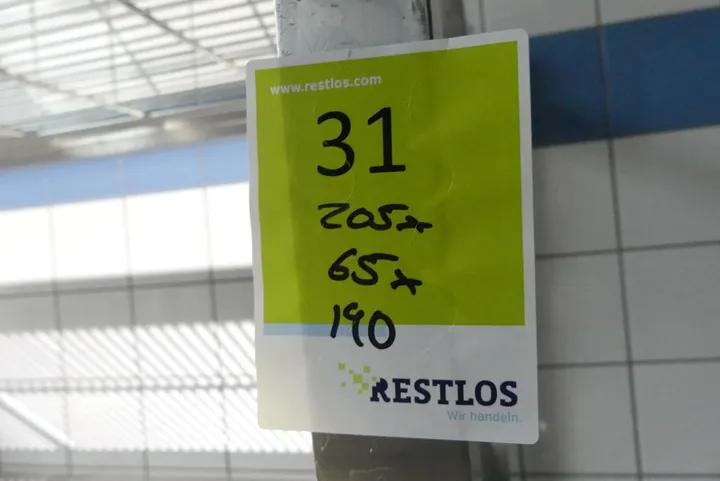 www.restlos.com
31
205x
65x
190
RESTLOS
Wir handeln.